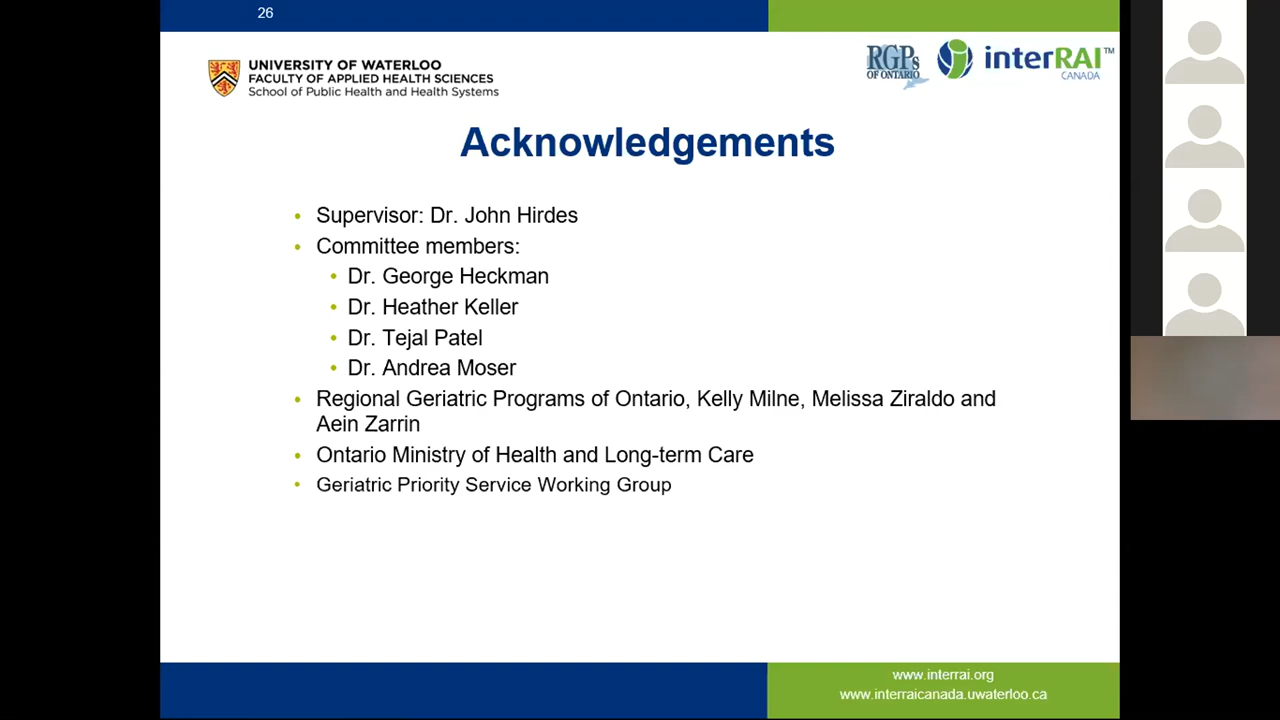 26
UNIVERSITY OF WATERLOO
FACULTY OF APPLIED HEALTH SCIENCES
School of Public Health and Health Systems
RGPs
OF ONTARIO
interRAI™
CANADA
Acknowledgements
• Supervisor: Dr. John Hirdes
• Committee members:
• Dr. George Heckman
• Dr. Heather Keller
• Dr. Tejal Patel
• Dr. Andrea Moser
• Regional Geriatric Programs of Ontario, Kelly Milne, Melissa Ziraldo and
Aein Zarrin
• Ontario Ministry of Health and Long-term Care
• Geriatric Priority Service Working Group
www.interrai.org
www.interraicanada.uwaterloo.ca